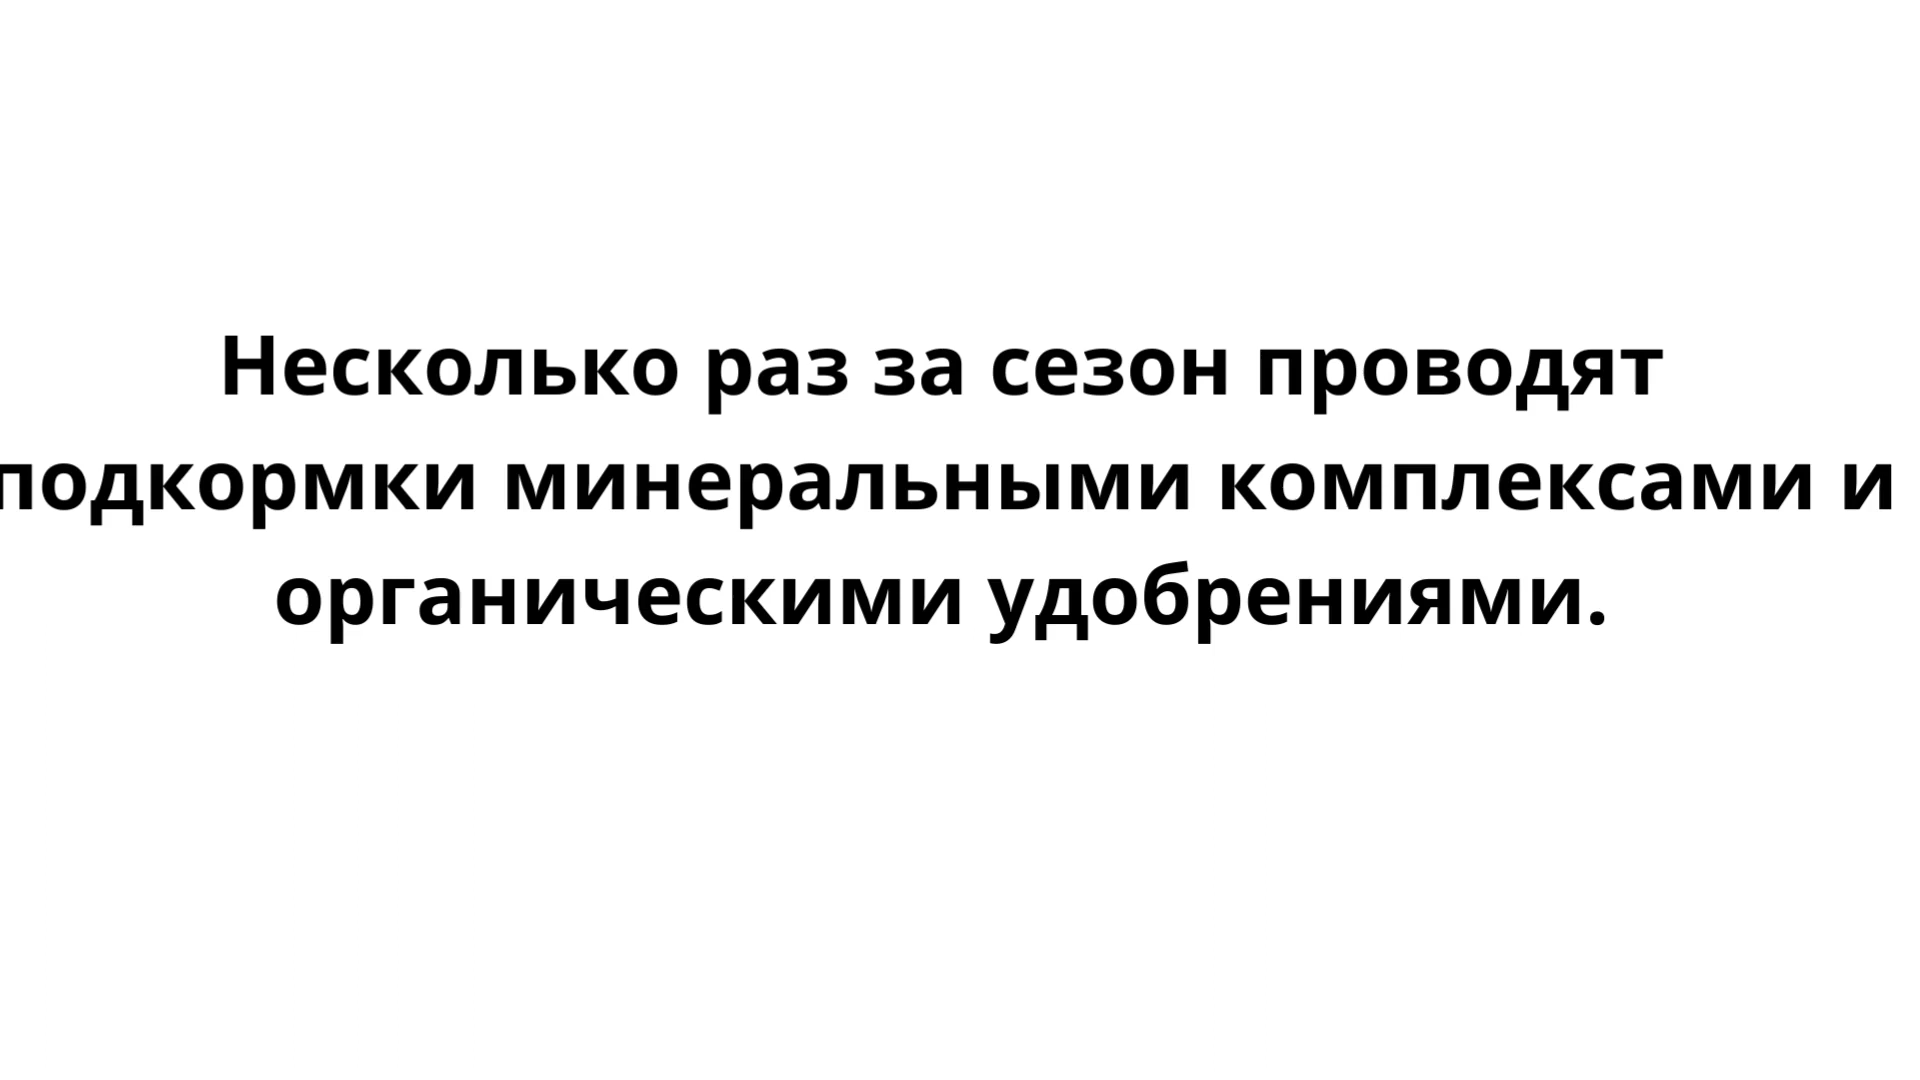 Несколько раз за сезон проводят
подкормки минеральными комплексами и
органическими удобрениями.